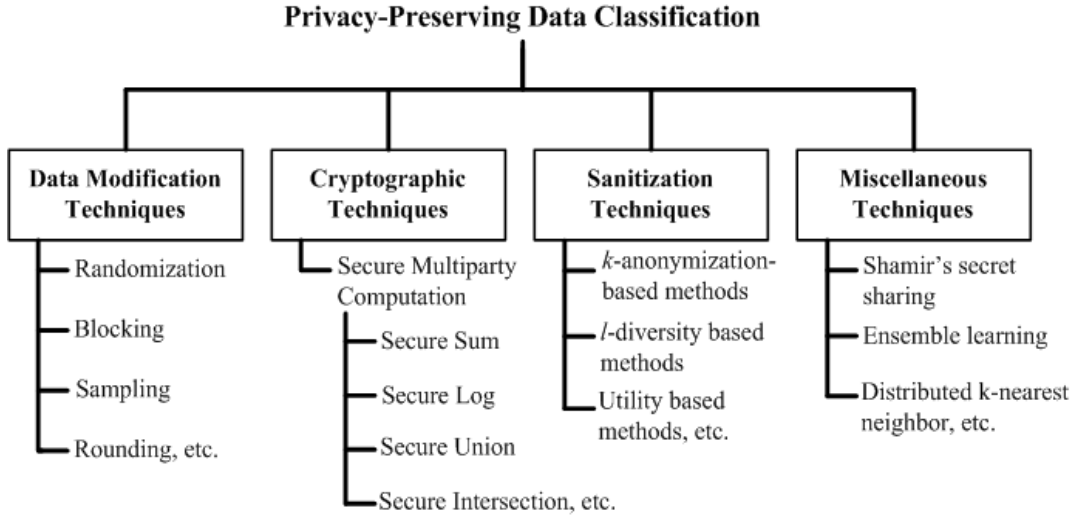 Privacy-Preserving Data Classification
Data Modification
Techniques
Randomization
Blocking
Sampling
Rounding, etc.
Cryptographic
Techniques
Secure Multiparty
Computation
Secure Sum
Secure Log
Secure Union
Secure Intersection, etc.
Sanitization
Techniques
k-anonymization-
based methods
l-diversity based
methods
Utility based
methods, etc.
Miscellaneous
Techniques
Shamir's secret
sharing
Ensemble learning
Distributed k-nearest
neighbor, etc.